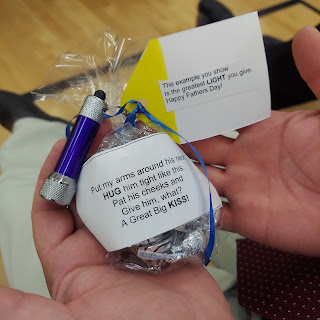 The example you show
is the greatest LIGHT you give.
Happy Fathers Day!
Put my arms around his neck
HUG him tight like this.
Pat his cheeks and
Give him, what?
A Great Big KISS!